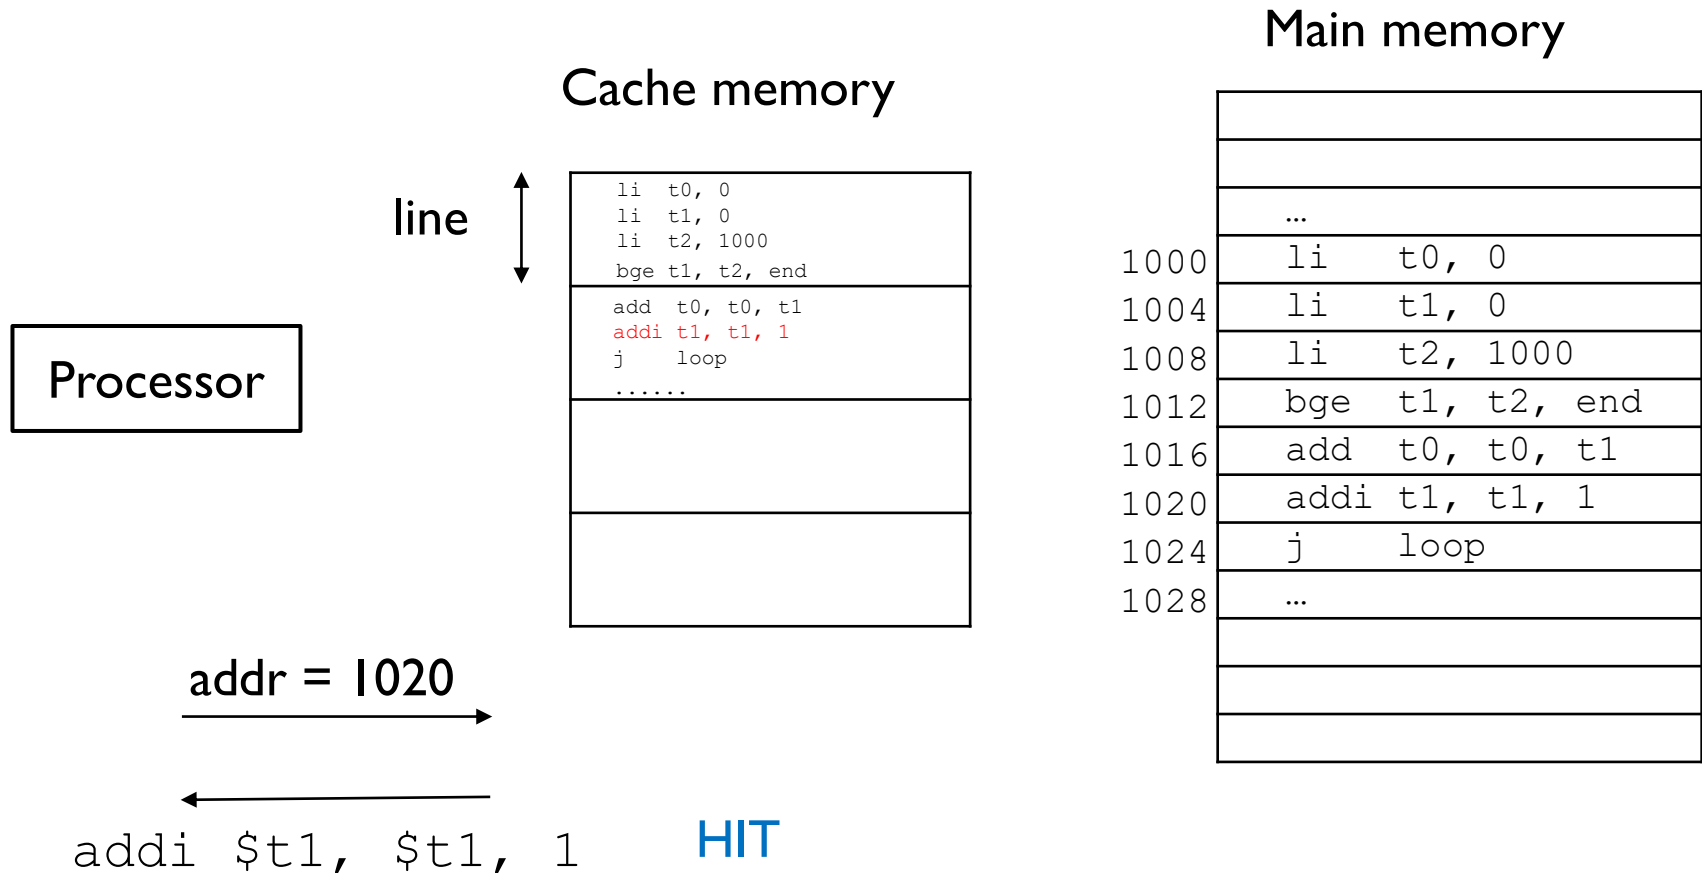 Main memory
Cache memory
line
li t0, 0
li t1, 0
li t2, 1000
bge t1, t2, end
add t0, t0, t1
addi t1, t1, 1
j loop
......
Processor
…
1000 li t0, 0
1004 li t1, 0
1008 li t2, 1000
1012 bge t1, t2, end
1016 add t0, t0, t1
1020 addi t1, t1, 1
1024 j loop
1028 …
addr = 1020
addi $t1, $t1, 1
HIT